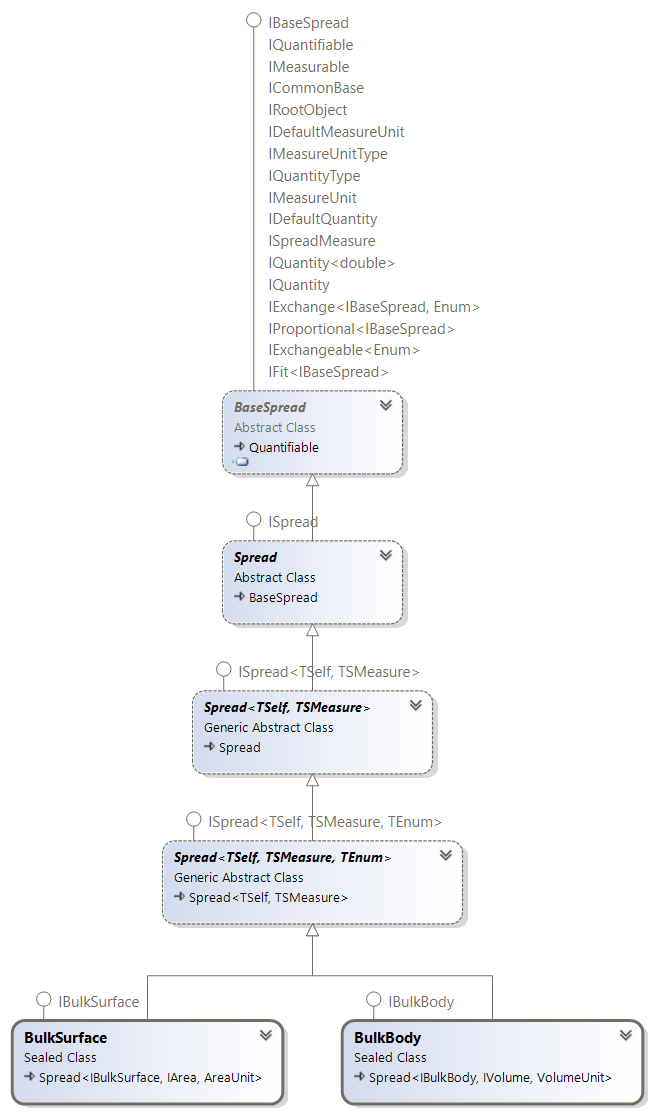 IBaseSpread
IQuantifiable
IMeasurable
ICommonBase
IRootObject
IDefaultMeasureUnit
IMeasureUnitType
IQuantityType
IMeasureUnit
IDefaultQuantity
ISpreadMeasure
IQuantity<double>
IQuantity
IExchange<IBaseSpread, Enum>
IProportional<IBaseSpread>
IExchangeable<Enum>
IFit<IBaseSpread>
BaseSpread
Abstract Class
Quantifiable
ISpread
Spread
Abstract Class
BaseSpread
ISpread<TSelf, TSMeasure>
Spread<TSelf, TSMeasure>
Generic Abstract Class
Spread
ISpread<TSelf, TSMeasure, TEnum>
Spread<TSelf, TSMeasure, TEnum>
Generic Abstract Class
Spread<TSelf, TSMeasure>
IBulkSurface
BulkSurface
Sealed Class
Spread<IBulkSurface, IArea, AreaUnit>
IBulkBody
BulkBody
Sealed Class
Spread<IBulkBody, IVolume, VolumeUnit>